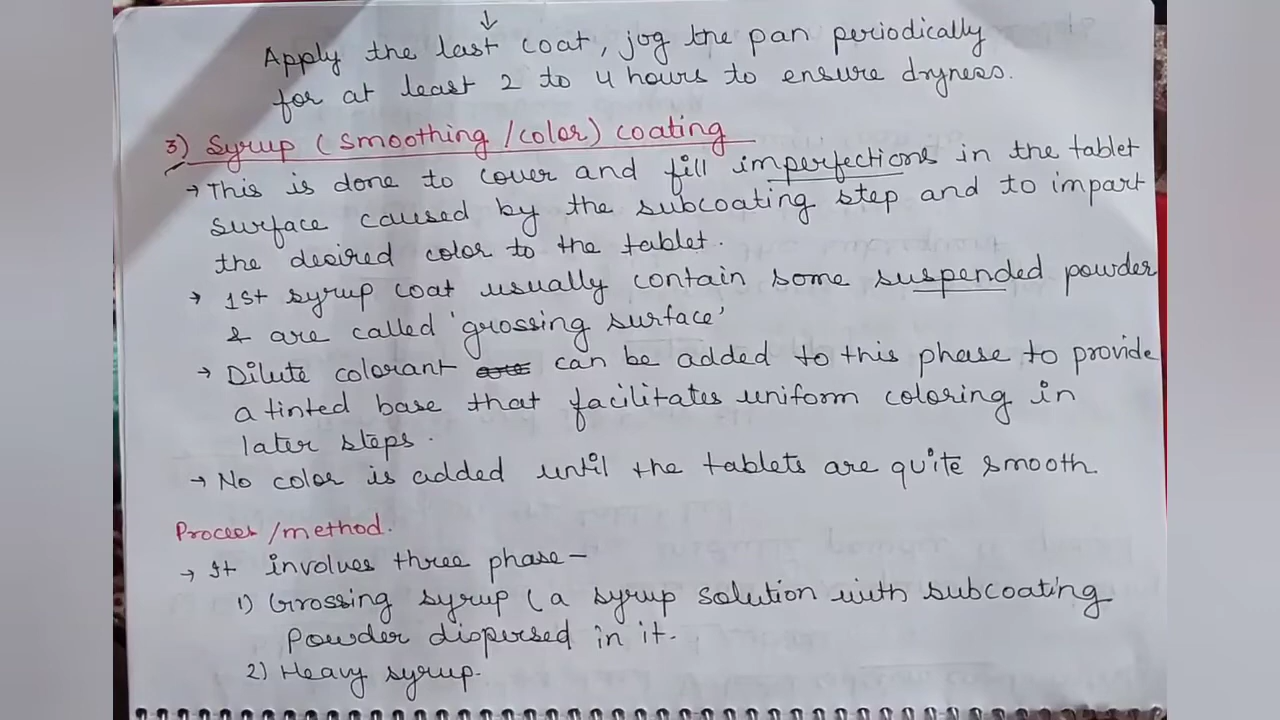 ↓
Apply the last coat, jog the pan periodically
for at least 2 to 4 hours to ensure dryness.
3) Syrup (smoothing /color) coating
→ This is done to cover and fill imperfections in the tablet
surface caused by the subcoating step and to impart
the desired color to the tablet.
→ 1st syrup coat usually contain some suspended powder
& are called 'grossing surface'
→ Dilute colorant can be added to this phase to provide
a tinted base that facilitates uniform coloring in
later steps.
→ No color is added until the tablets are quite smooth
Process/method.
→ It involves three phase –
1) Grossing syrup (a syrup solution with subcoating
powder dispersed in it.
2) Heavy syrup.